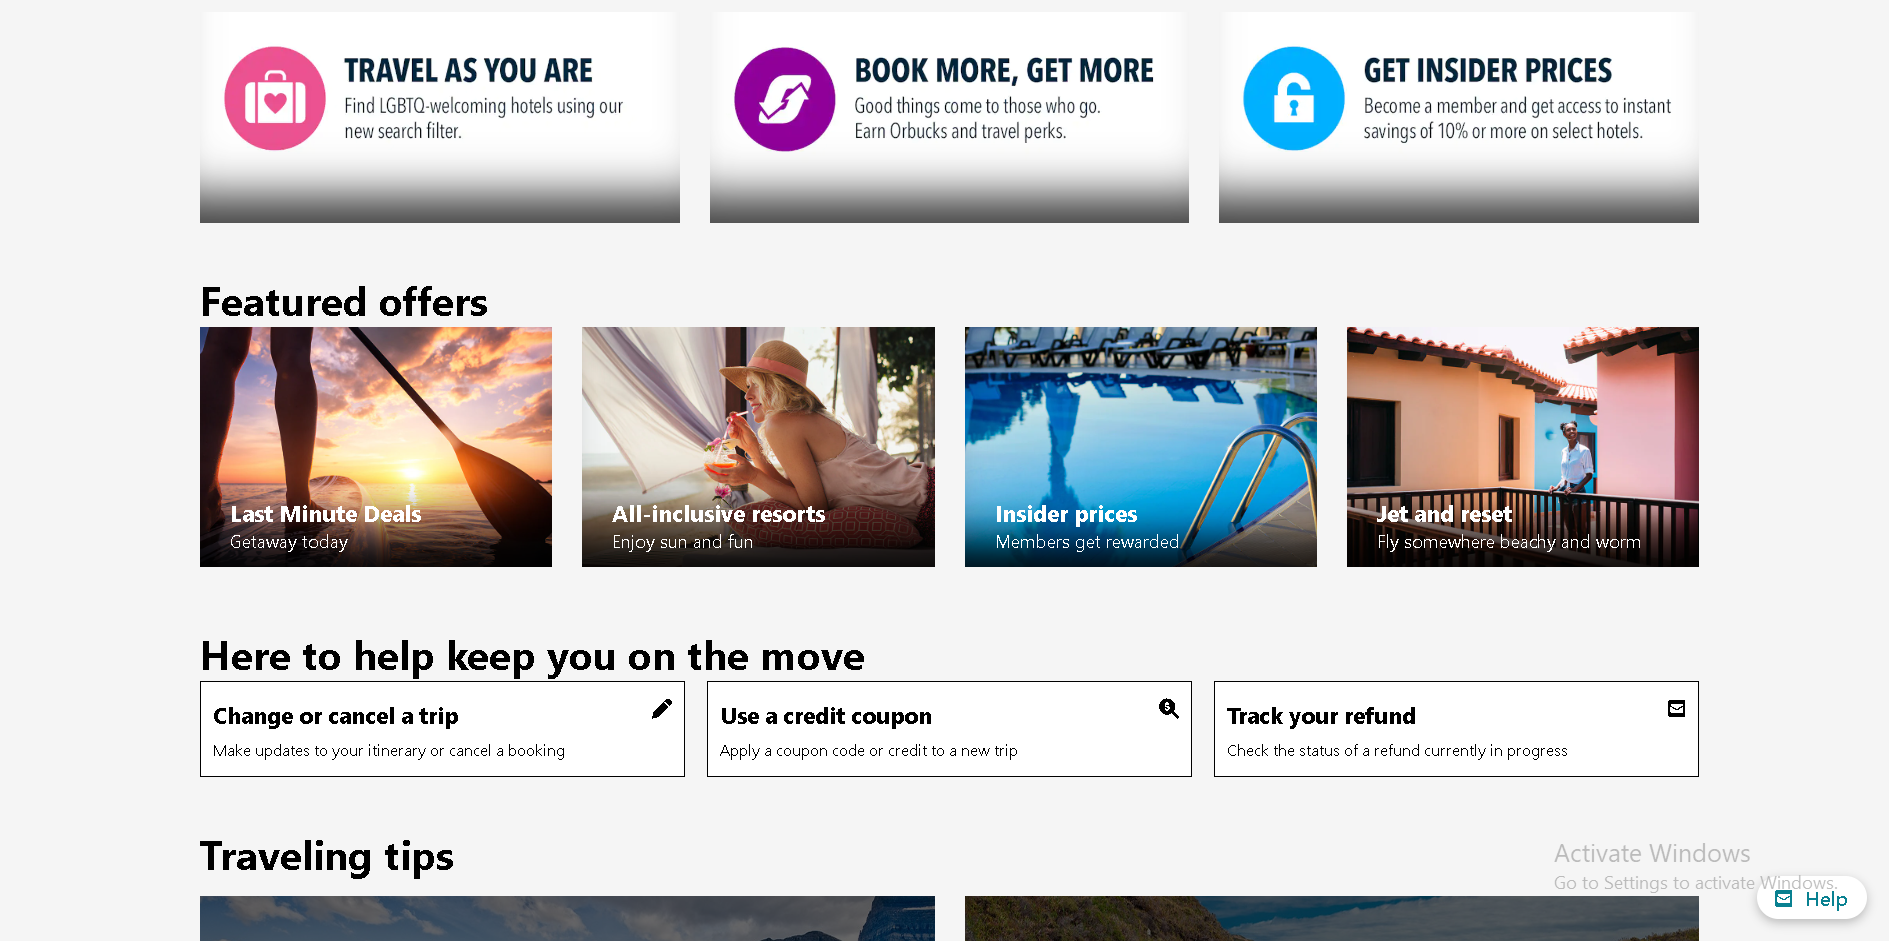 TRAVEL AS YOU ARE
Find LGBTQ-welcoming hotels using our
new search filter.
BOOK MORE, GET MORE
Good things come to those who go.
Earn Orbucks and travel perks.
GET INSIDER PRICES
Become a member and get access to instant
savings of 10% or more on select hotels.
Featured offers
Last Minute Deals
Getaway today
All-inclusive resorts
Enjoy sun and fun
Insider prices
Members get rewarded
Jet and reset
Fly somewhere beachy and worm
Here to help keep you on the move
Change or cancel a trip
Make updates to your itinerary or cancel a booking
Use a credit coupon
Apply a coupon code or credit to a new trip
Track your refund
Check the status of a refund currently in progress
Traveling tips
Activate Windows
Go to Settings to activate Windows.
Help